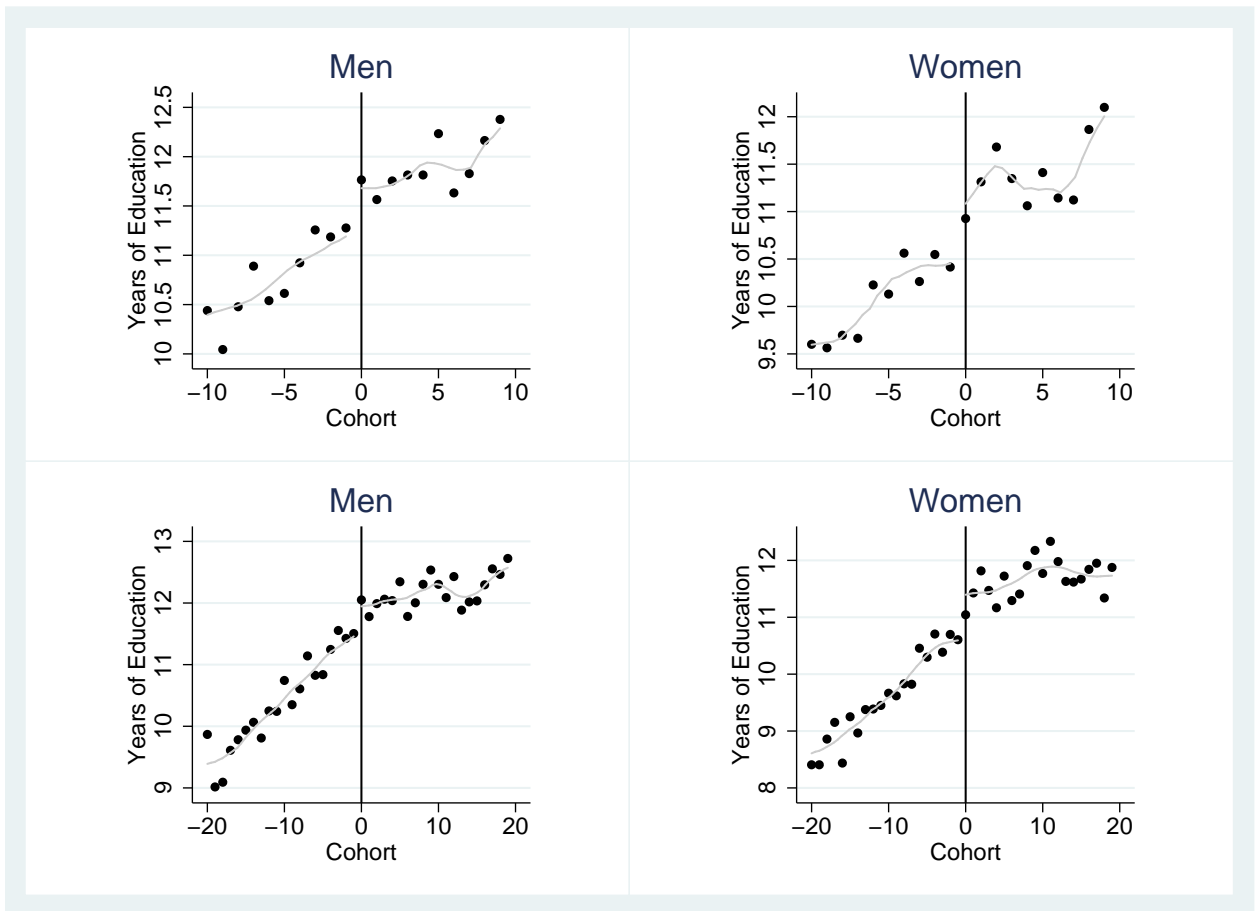 Men
Years of Education
10 10.5 11 11.5 12 12.5
−10 −5 0 5 10
Cohort
Women
Years of Education
9.5 10 10.5 11 11.5 12
−10 −5 0 5 10
Cohort
Men
Years of Education
9 10 11 12 13
−20 −10 0 10 20
Cohort
Women
Years of Education
8 9 10 11 12
−20 −10 0 10 20
Cohort